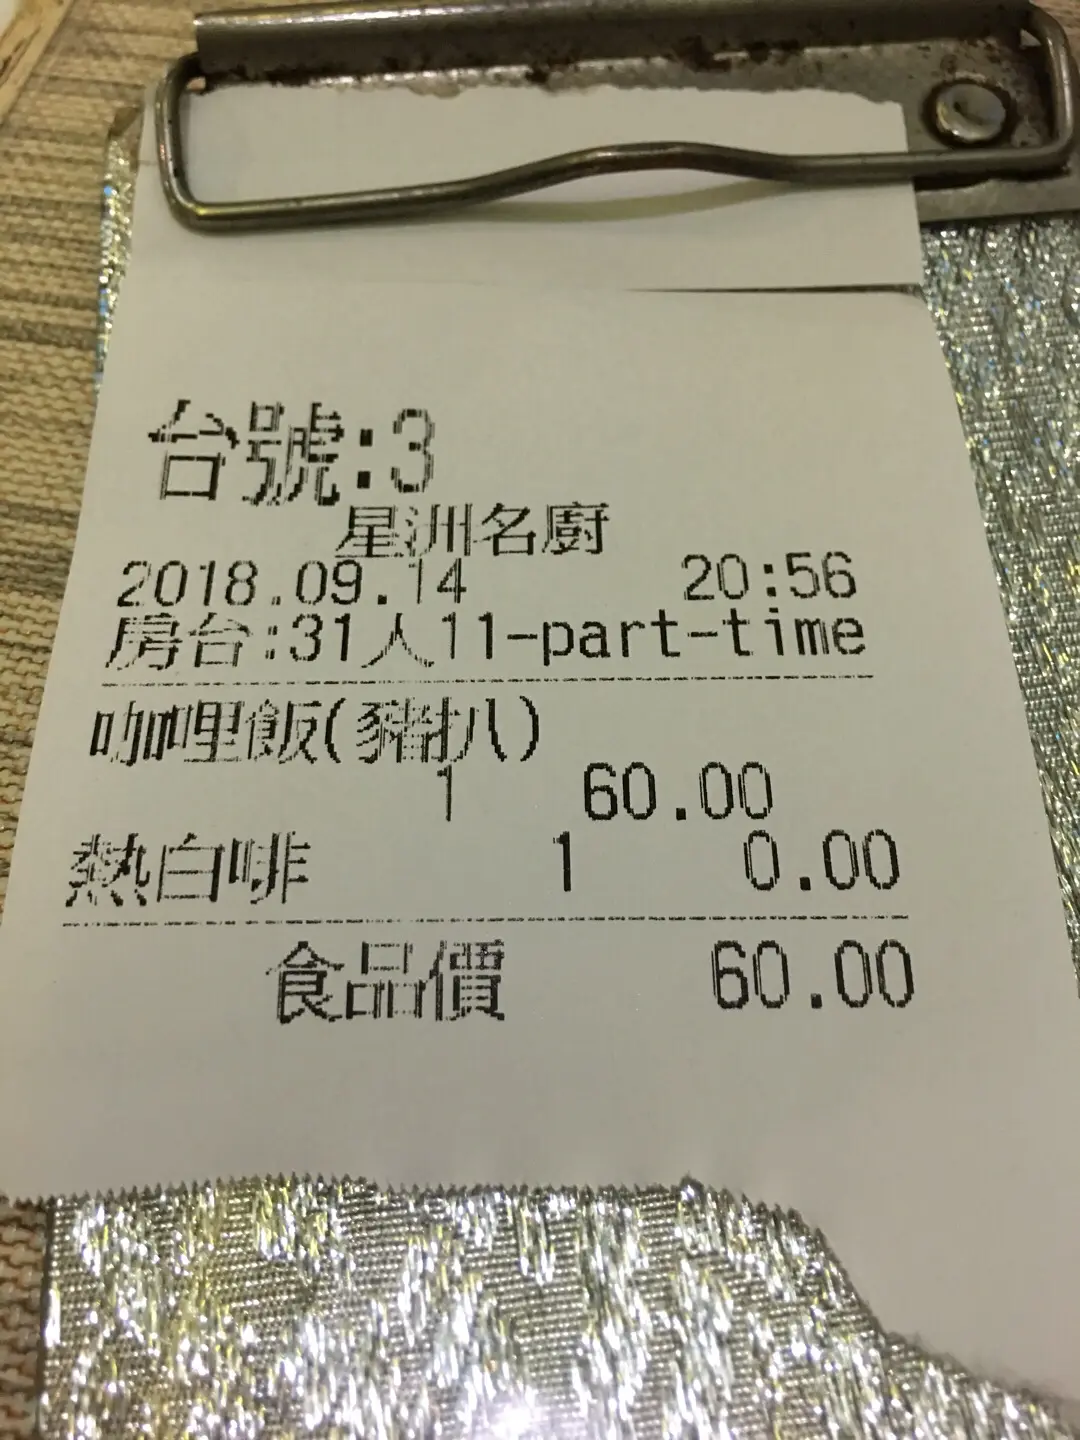 台號:3
星洲名廚
2018.09.14 20:56
房台:31人11-part-time
咖哩飯(豬扒)
1 60.00
熱白啡 1 0.00
食品價 60.00